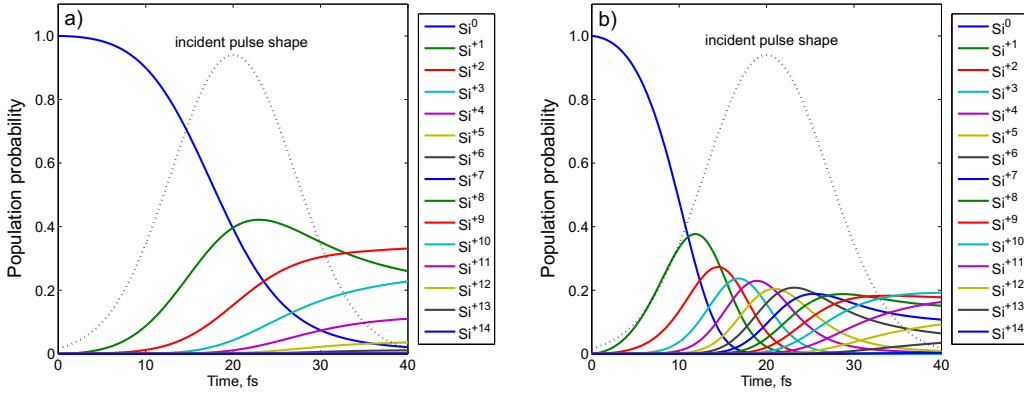 a)
incident pulse shape
Population probability
1.0
0.8
0.6
0.4
0.2
0
0
10
20
30
40
Time, fs
Si⁰
Si⁺¹
Si⁺²
Si⁺³
Si⁺⁴
Si⁺⁵
Si⁺⁶
Si⁺⁷
Si⁺⁸
Si⁺⁹
Si⁺¹⁰
Si⁺¹¹
Si⁺¹²
Si⁺¹³
Si⁺¹⁴
b)
incident pulse shape
Population probability
1.0
0.8
0.6
0.4
0.2
0
0
10
20
30
40
Time, fs
Si⁰
Si⁺¹
Si⁺²
Si⁺³
Si⁺⁴
Si⁺⁵
Si⁺⁶
Si⁺⁷
Si⁺⁸
Si⁺⁹
Si⁺¹⁰
Si⁺¹¹
Si⁺¹²
Si⁺¹³
Si⁺¹⁴